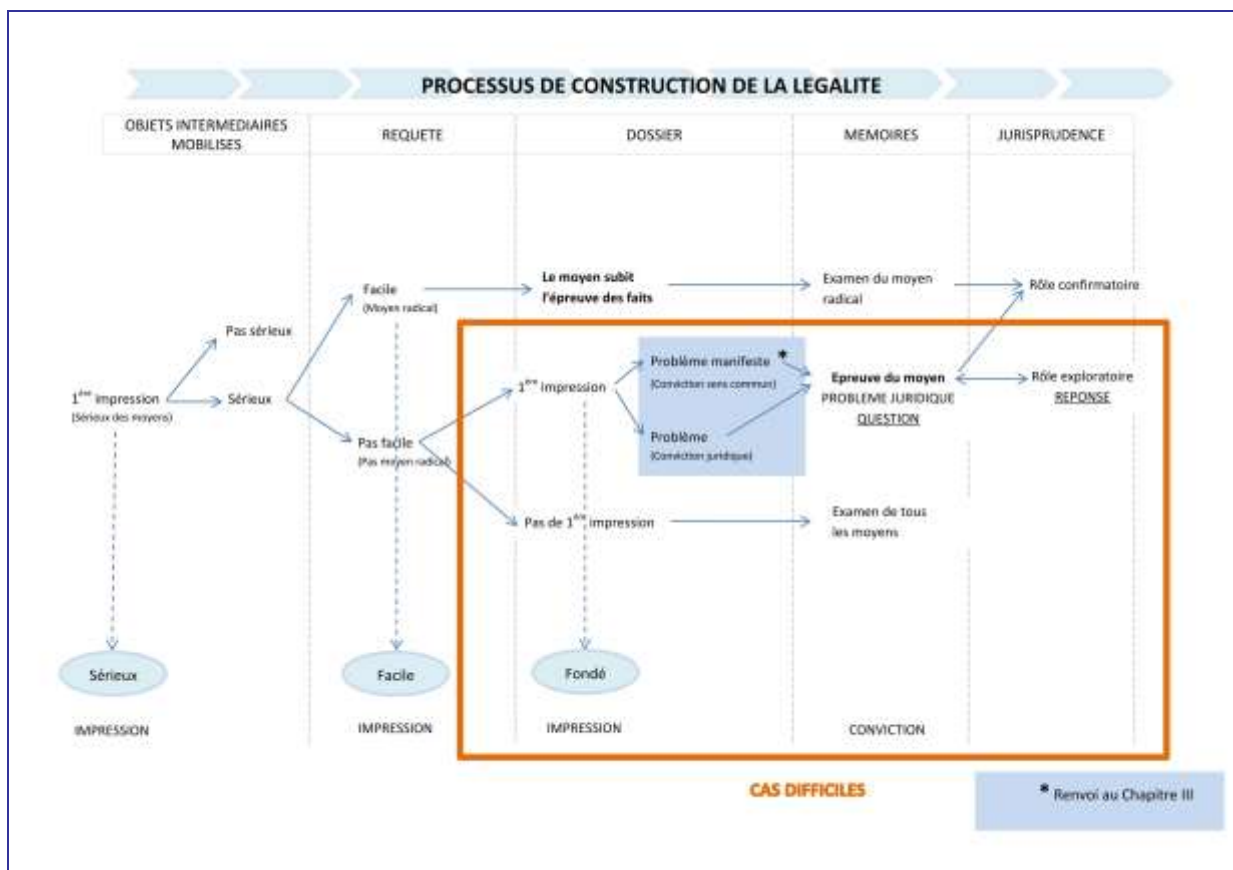 PROCESSUS DE CONSTRUCTION DE LA LEGALITE
OBJETS INTERMEDIAIRES
MOBILISES
REQUETE
DOSSIER
MEMOIRES
JURISPRUDENCE
Facile
(Moyen radical)
Le moyen subit
l'épreuve des faits
Examen du moyen
radical
Rôle confirmatoire
Pas sérieux
1ère impression
(Sérieux des moyens)
Sérieux
Pas facile
(Pas moyen radical)
1ère impression
Problème manifeste *
(Conviction sens commun)
Problème
(Conviction juridique)
Epreuve du moyen
PROBLEME JURIDIQUE
QUESTION
Rôle exploratoire
REPONSE
Pas de 1ère impression
Examen de tous
les moyens
Sérieux
Facile
Fondé
IMPRESSION
IMPRESSION
IMPRESSION
CONVICTION
CAS DIFFICILES
* Renvoi au Chapitre III